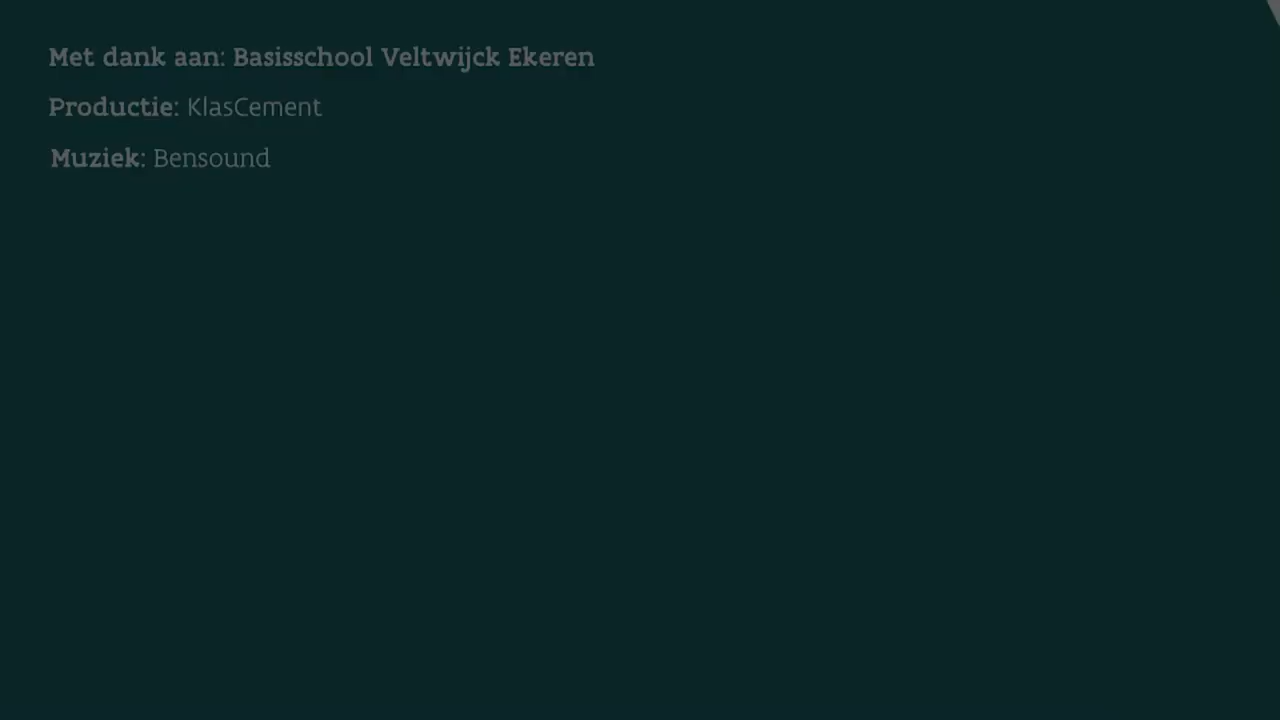 Met dank aan: Basisschool Veltwijck Ekeren
Productie: KlasCement
Muziek: Bensound